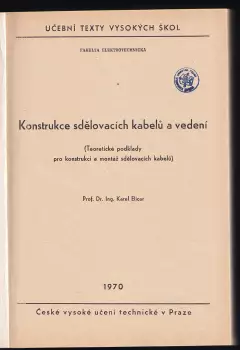 UČEBNÍ TEXTY VYSOKÝCH ŠKOL
FAKULTA ELEKTROTECHNICKÁ
Konstrukce sdělovacích kabelů a vedení
(Teoretické podklady
pro konstrukci a montáž sdělovacích kabelů)
Prof. Dr. Ing. Karel Elicer
1970
České vysoké učení technické v Praze